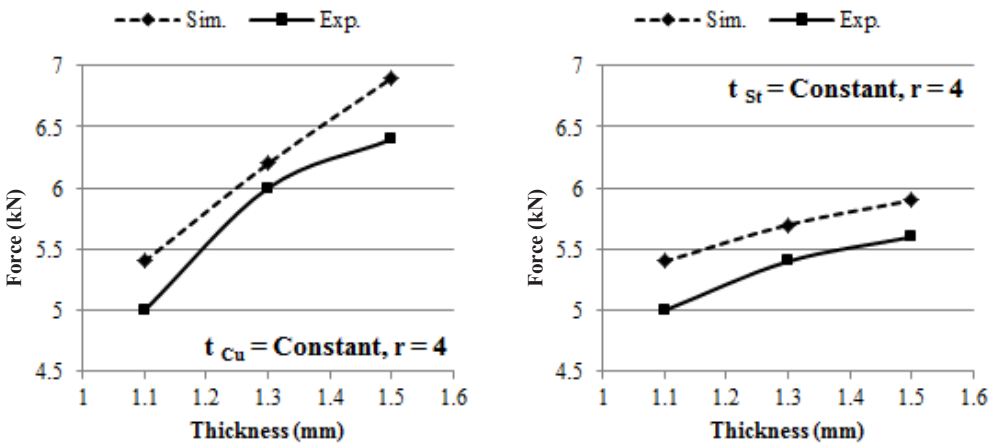 Sim. Exp.
7
6.5
6
5.5
5
4.5
Force (kN)
t Cu = Constant, r = 4
1 1.1 1.2 1.3 1.4 1.5 1.6
Thickness (mm)
Sim. Exp.
7
6.5
6
5.5
5
4.5
Force (kN)
t St = Constant, r = 4
1 1.1 1.2 1.3 1.4 1.5 1.6
Thickness (mm)